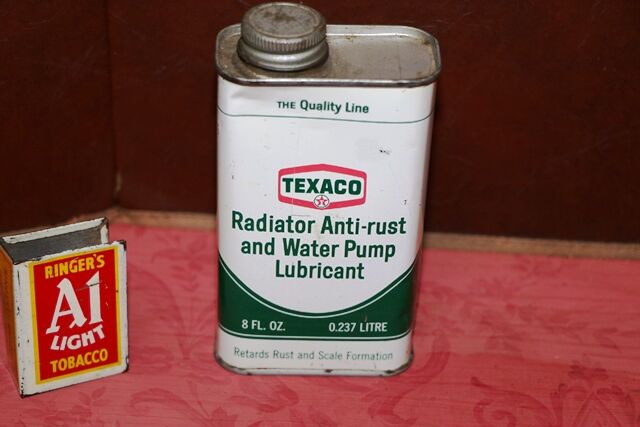 THE Quality Line
TEXACO
T
Radiator Anti-rust
and Water Pump
Lubricant
8 FL. OZ. 0.237 LITRE
Retards Rust and Scale Formation
RINGER'S
A1
LIGHT
TOBACCO